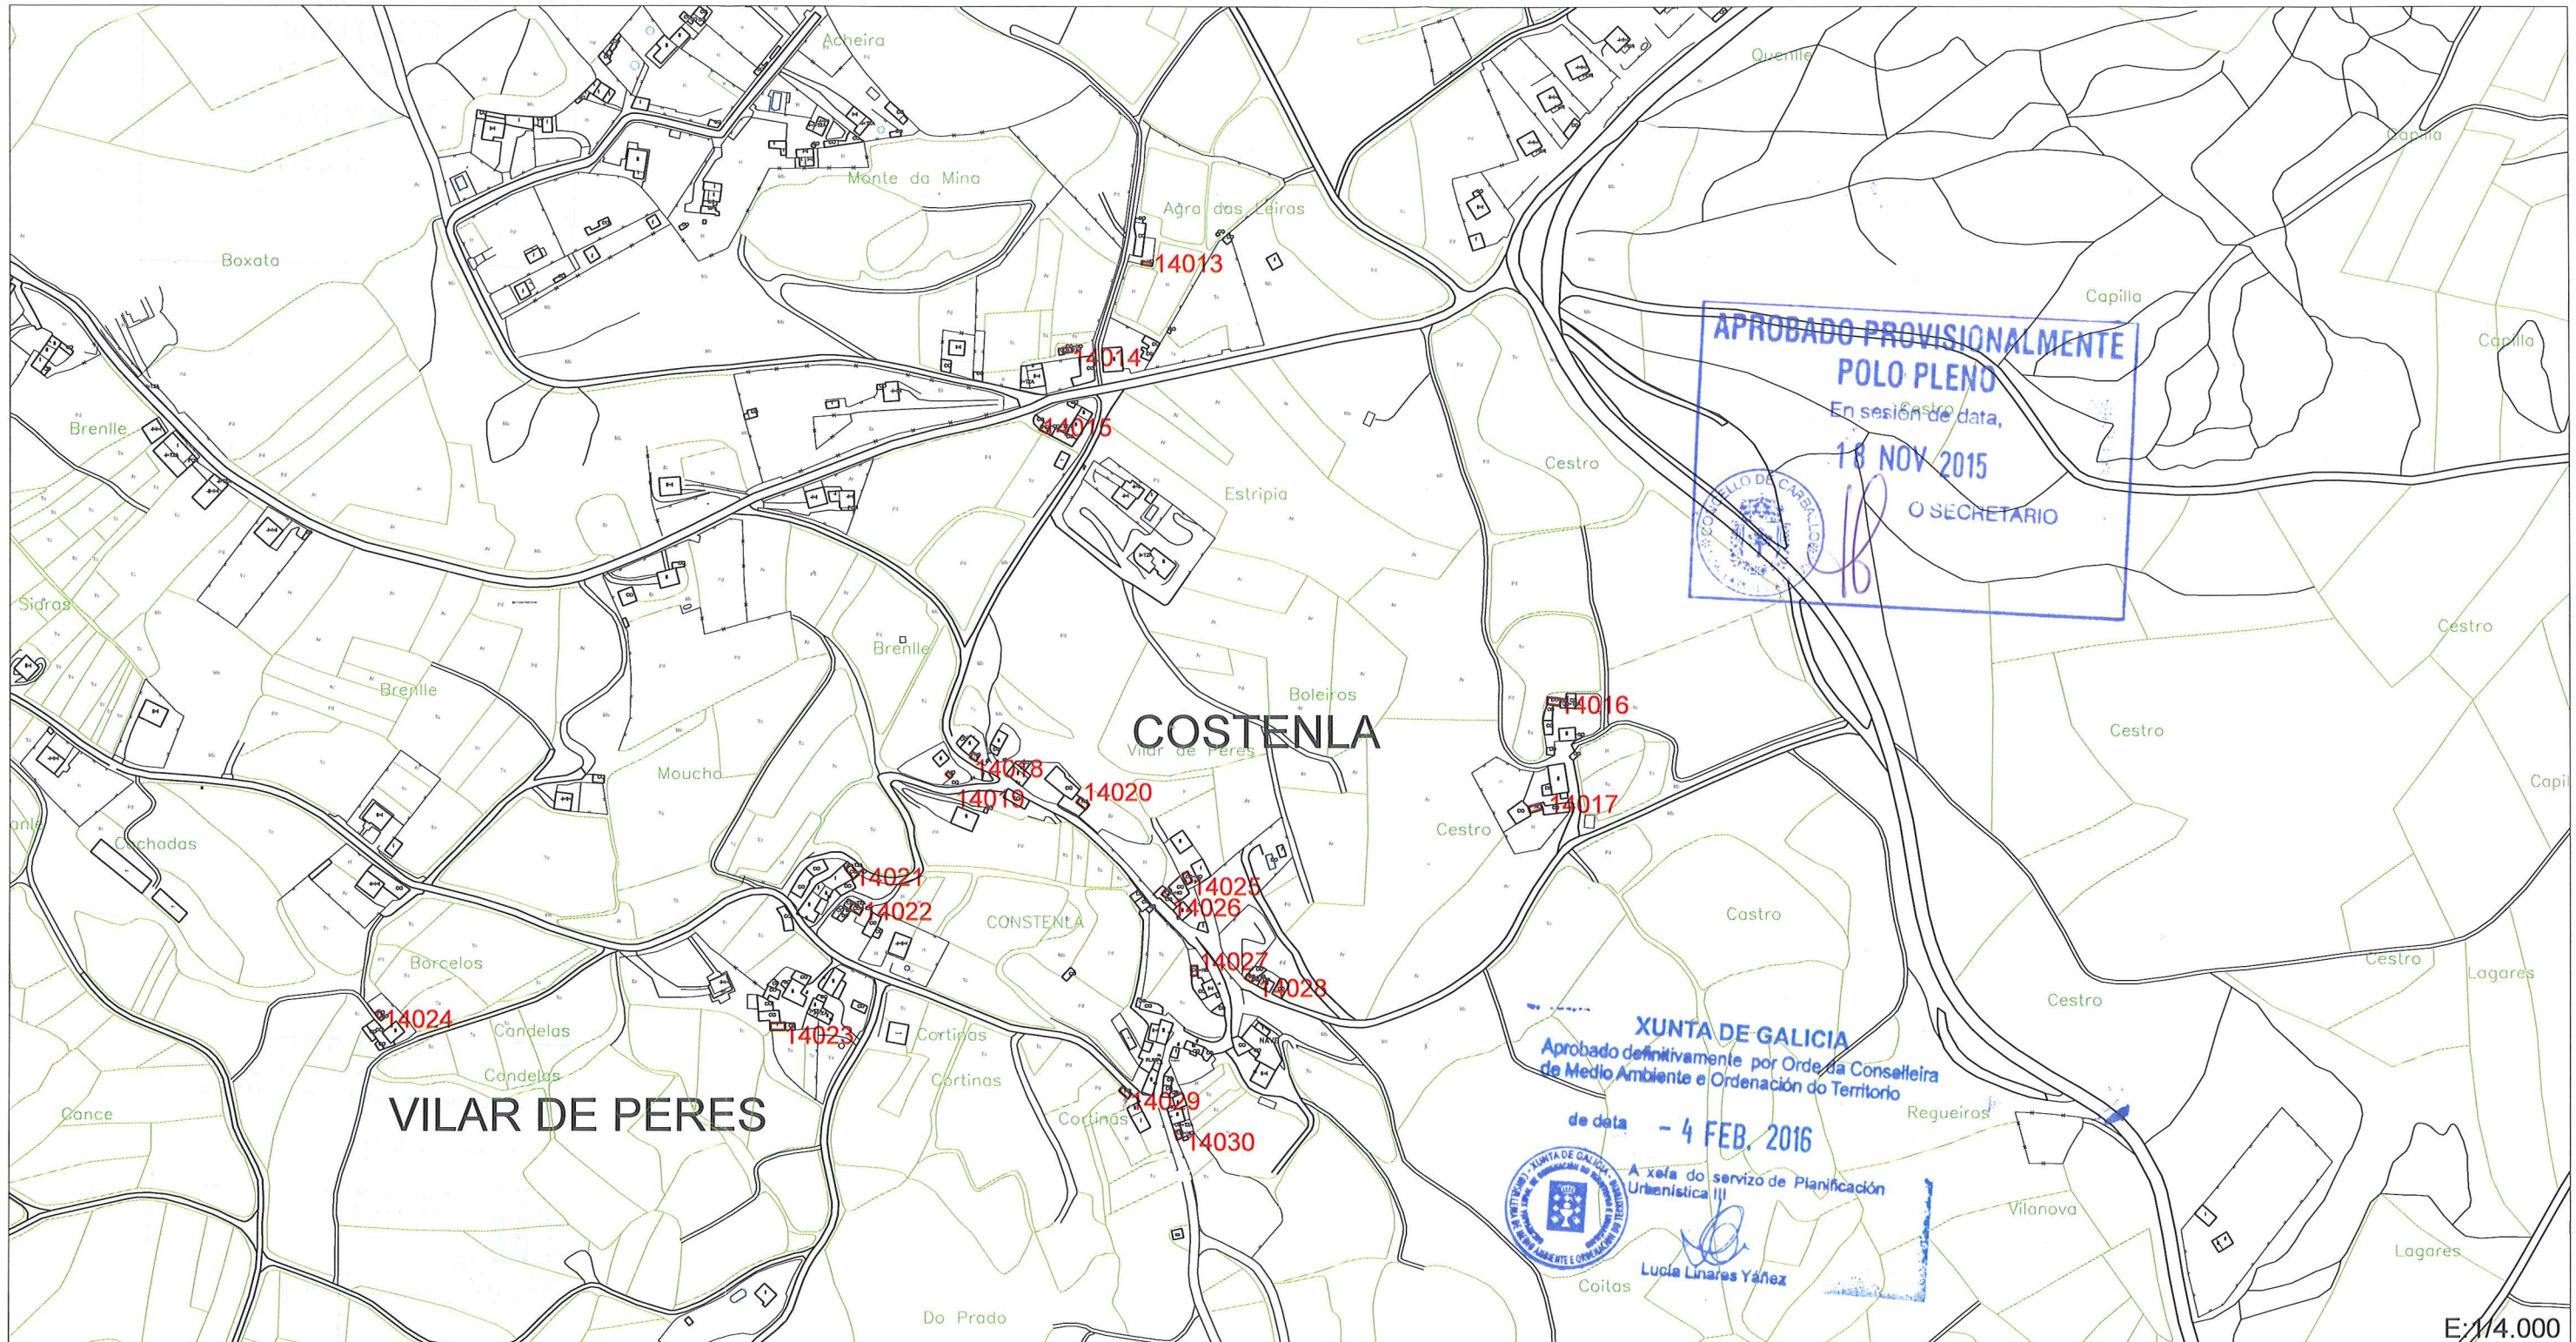 Acheira
Quenlle
Capilla
Monte da Mina
Agra das Leiras
Boxata
14013
Capilla
APROBADO PROVISIONALMENTE
POLO PLENO
En sesión de data,
18 NOV 2015
O SECRETARIO
CONCELLO DE CARBALLO
Castro
Capilla
14014
14015
Brenlle
Cestro
Estripia
Sidras
Brenlle
Cestro
Brenlle
Boleiros
14016
COSTENLA
Vilar de Peres
Cestro
Moucha
14018
14019
14020
14017
Cestro
Cachadas
14021
14025
14022
14026
CONSTENLA
Castro
Borcelos
14027
14028
Cestro
Lagares
Cestro
14024
Candelas
14023
Cortinas
XUNTA DE GALICIA
Aprobado definitivamente por Orde da Conselleira
de Medio Ambiente e Ordenación do Territorio
de data - 4 FEB. 2016
A xefa do servizo de Planificación
Urbanística III
Lucía Linares Yáñez
Candelas
Cortinas
VILAR DE PERES
Cance
Cortinas
14029
NAVE
14030
Regueiros
Vilanova
Lagares
Coitas
Do Prado
E:1/4.000